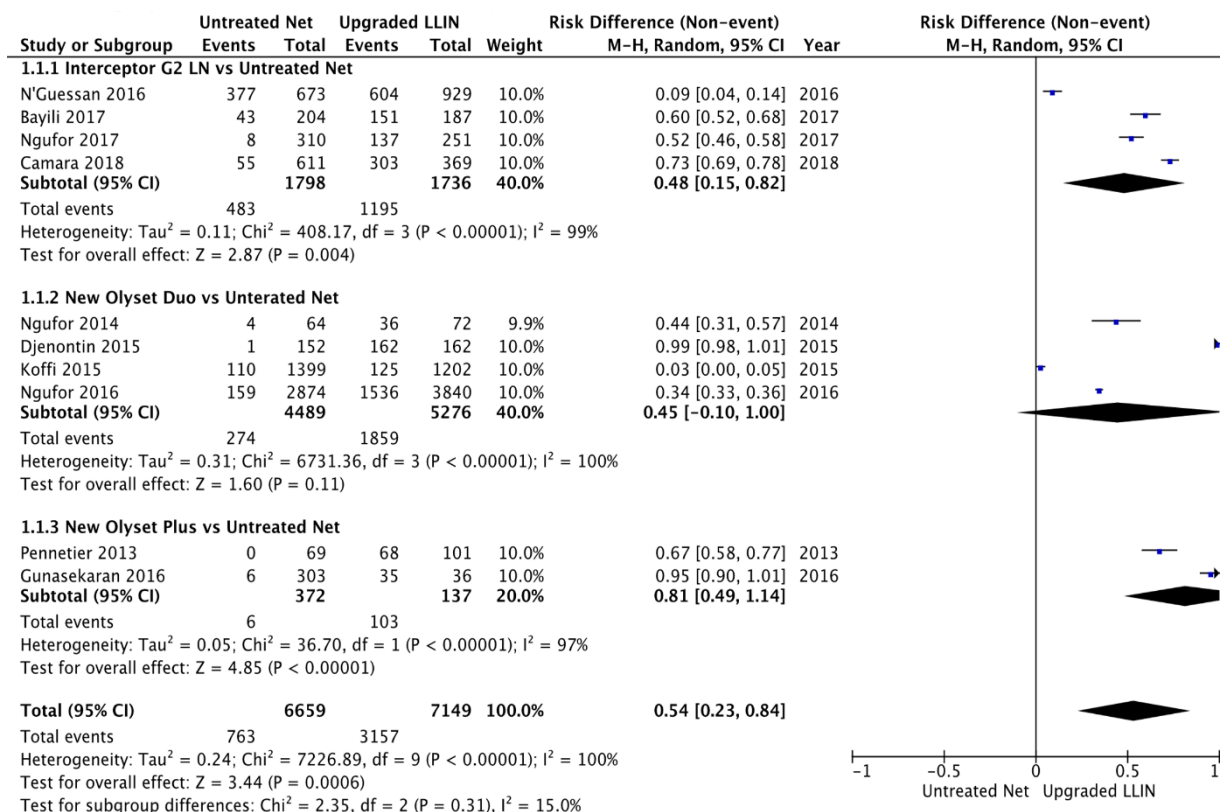 Untreated Net Upgraded LLIN Risk Difference (Non-event) Risk Difference (Non-event)
Study or Subgroup Events Total Events Total Weight M-H, Random, 95% CI Year M-H, Random, 95% CI
1.1.1 Interceptor G2 LN vs Untreated Net
N'Guessan 2016 377 673 604 929 10.0% 0.09 [0.04, 0.14] 2016
Bayili 2017 43 204 151 187 10.0% 0.60 [0.52, 0.68] 2017
Ngufor 2017 8 310 137 251 10.0% 0.52 [0.46, 0.58] 2017
Camara 2018 55 611 303 369 10.0% 0.73 [0.69, 0.78] 2018
Subtotal (95% CI) 1798 1736 40.0% 0.48 [0.15, 0.82]
Total events 483 1195
Heterogeneity: Tau² = 0.11; Chi² = 408.17, df = 3 (P < 0.00001); I² = 99%
Test for overall effect: Z = 2.87 (P = 0.004)
1.1.2 New Olyset Duo vs Unterated Net
Ngufor 2014 4 64 36 72 9.9% 0.44 [0.31, 0.57] 2014
Djenontin 2015 1 152 162 162 10.0% 0.99 [0.98, 1.01] 2015
Koffi 2015 110 1399 125 1202 10.0% 0.03 [0.00, 0.05] 2015
Ngufor 2016 159 2874 1536 3840 10.0% 0.34 [0.33, 0.36] 2016
Subtotal (95% CI) 4489 5276 40.0% 0.45 [-0.10, 1.00]
Total events 274 1859
Heterogeneity: Tau² = 0.31; Chi² = 6731.36, df = 3 (P < 0.00001); I² = 100%
Test for overall effect: Z = 1.60 (P = 0.11)
1.1.3 New Olyset Plus vs Untreated Net
Pennetier 2013 0 69 68 101 10.0% 0.67 [0.58, 0.77] 2013
Gunasekaran 2016 6 303 35 36 10.0% 0.95 [0.90, 1.01] 2016
Subtotal (95% CI) 372 137 20.0% 0.81 [0.49, 1.14]
Total events 6 103
Heterogeneity: Tau² = 0.05; Chi² = 36.70, df = 1 (P < 0.00001); I² = 97%
Test for overall effect: Z = 4.85 (P < 0.00001)
Total (95% CI) 6659 7149 100.0% 0.54 [0.23, 0.84]
Total events 763 3157
Heterogeneity: Tau² = 0.24; Chi² = 7226.89, df = 9 (P < 0.00001); I² = 100%
Test for overall effect: Z = 3.44 (P = 0.0006)
Test for subgroup differences: Chi² = 2.35, df = 2 (P = 0.31), I² = 15.0%
-1 -0.5 0 0.5 1
Untreated Net Upgraded LLIN